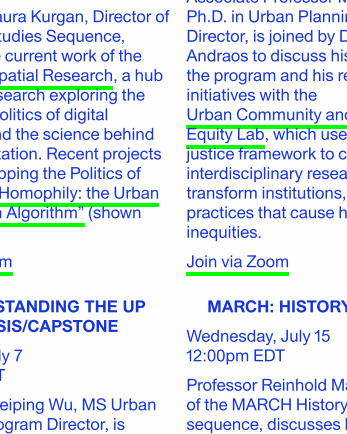 aura Kurgan, Director of
tudies Sequence,
current work of the
patial Research, a hub
search exploring the
olitics of digital
nd the science behind
tation. Recent projects
pping the Politics of
Homophily: the Urban
Algorithm” (shown
m
STANDING THE UP
SIS/CAPSTONE
ly 7
T
eiping Wu, MS Urban
ogram Director, is
Ph.D. in Urban Plannin
Director, is joined by D
Andraos to discuss his
the program and his re
initiatives with the
Urban Community and
Equity Lab, which use
justice framework to c
interdisciplinary resea
transform institutions,
practices that cause h
inequities.
Join via Zoom
MARCH: HISTORY
Wednesday, July 15
12:00pm EDT
Professor Reinhold Ma
of the MARCH History
sequence, discusses